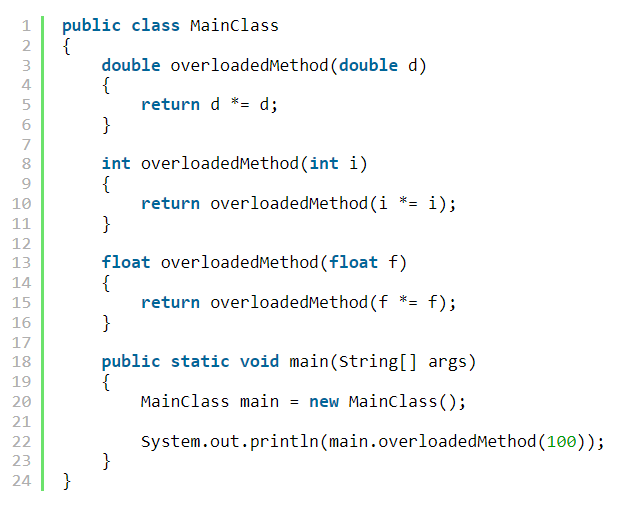 1 public class MainClass
2 {
3     double overloadedMethod(double d)
4     {
5         return d *= d;
6     }
7
8     int overloadedMethod(int i)
9     {
10         return overloadedMethod(i *= i);
11     }
12
13     float overloadedMethod(float f)
14     {
15         return overloadedMethod(f *= f);
16     }
17
18     public static void main(String[] args)
19     {
20         MainClass main = new MainClass();
21
22         System.out.println(main.overloadedMethod(100));
23     }
24 }